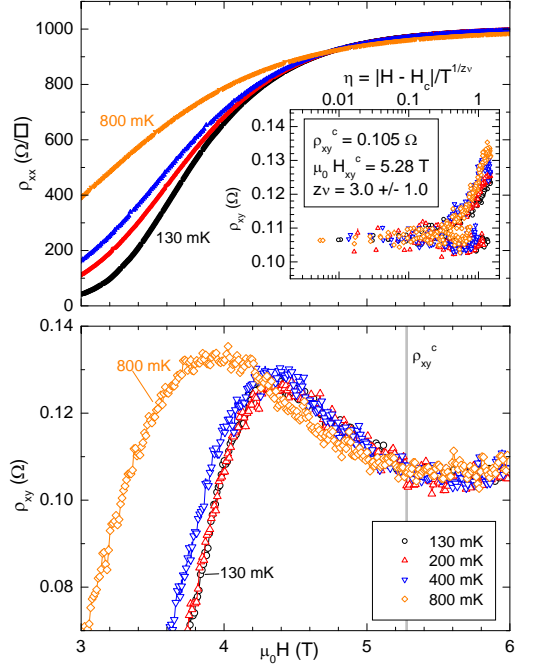 1000
800
600
400
200
0
ρxx (Ω/□)
800 mK
130 mK
η = |H - Hc|/T^1/zν
0.01
0.1
1
0.14
0.13
0.12
0.11
0.10
ρxy (Ω)
ρxy^c = 0.105 Ω
μ0 Hxy^c = 5.28 T
zν = 3.0 +/- 1.0
0.14
0.12
0.10
0.08
ρxy (Ω)
800 mK
ρxy^c
130 mK
130 mK
200 mK
400 mK
800 mK
3
4
5
6
μ0H (T)